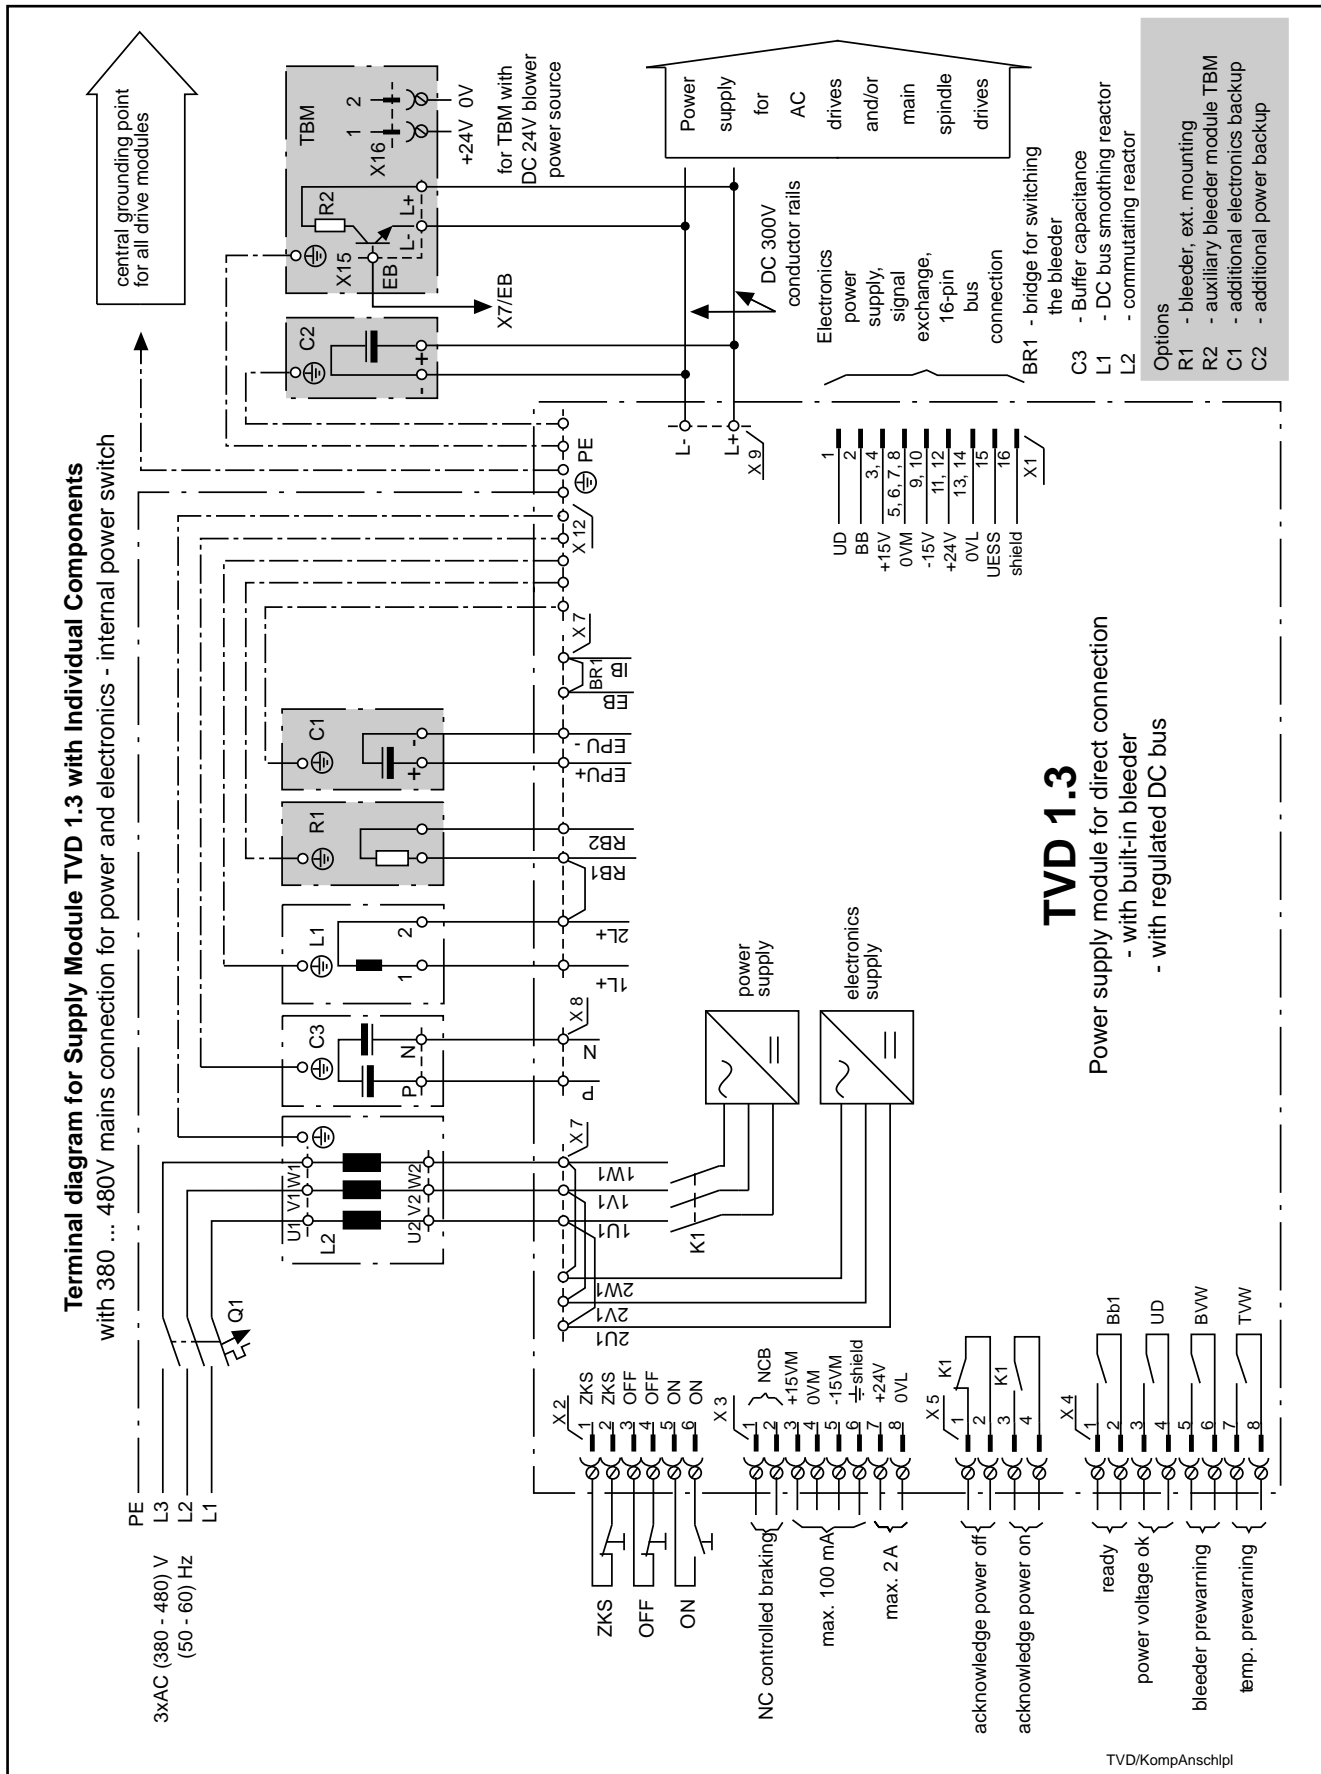 Terminal diagram for Supply Module TVD 1.3 with Individual Components
with 380 ... 480V mains connection for power and electronics - internal power switch
central grounding point
for all drive modules
3xAC (380 - 480) V
(50 - 60) Hz
PE
L3
L2
L1
Q1
U1
V1
W1
L2
U2
V2
W2
C3
P
N
L1
1
2
R1
C1
+
-
C2
-
+
TBM
R2
X15
EB
L-
L+
X16
1
2
+24V
0V
for TBM with
DC 24V blower
power source
X7/EB
X 7
2U1
2V1
2W1
1U1
1V1
1W1
K1
X 8
P
N
1L+
2L+
RB1
RB2
EPU+
EPU -
EB
BR1
IB
X 7
X 12
PE
L-
L+
X 9
DC 300V
conductor rails
Power
supply
for
AC
drives
and/or
main
spindle
drives
power
supply
electronics
supply
Electronics
power
supply,
signal
exchange,
16-pin
bus
connection
UD
1
BB
2
+15V
3, 4
0VM
5, 6, 7, 8
-15V
9, 10
+24V
11, 12
0VL
13, 14
UESS
15
shield
16
X1
BR1 - bridge for switching
the bleeder
C3 - Buffer capacitance
L1 - DC bus smoothing reactor
L2 - commutating reactor
Options
R1 - bleeder, ext. mounting
R2 - auxiliary bleeder module TBM
C1 - additional electronics backup
C2 - additional power backup
TVD 1.3
Power supply module for direct connection
- with built-in bleeder
- with regulated DC bus
X 2
1 ZKS
2 ZKS
3 OFF
4 OFF
5 ON
6 ON
ZKS
OFF
ON
X 3
1
2
NCB
3 +15VM
4 0VM
5 -15VM
6 shield
7 +24V
8 0VL
NC controlled braking
max. 100 mA
max. 2 A
X 5
1
2
K1
3
4
K1
acknowledge power off
acknowledge power on
X 4
1
2
Bb1
3
4
UD
5
6
BVW
7
8
TVW
ready
power voltage ok
bleeder prewarning
temp. prewarning
TVD/KompAnschlpl